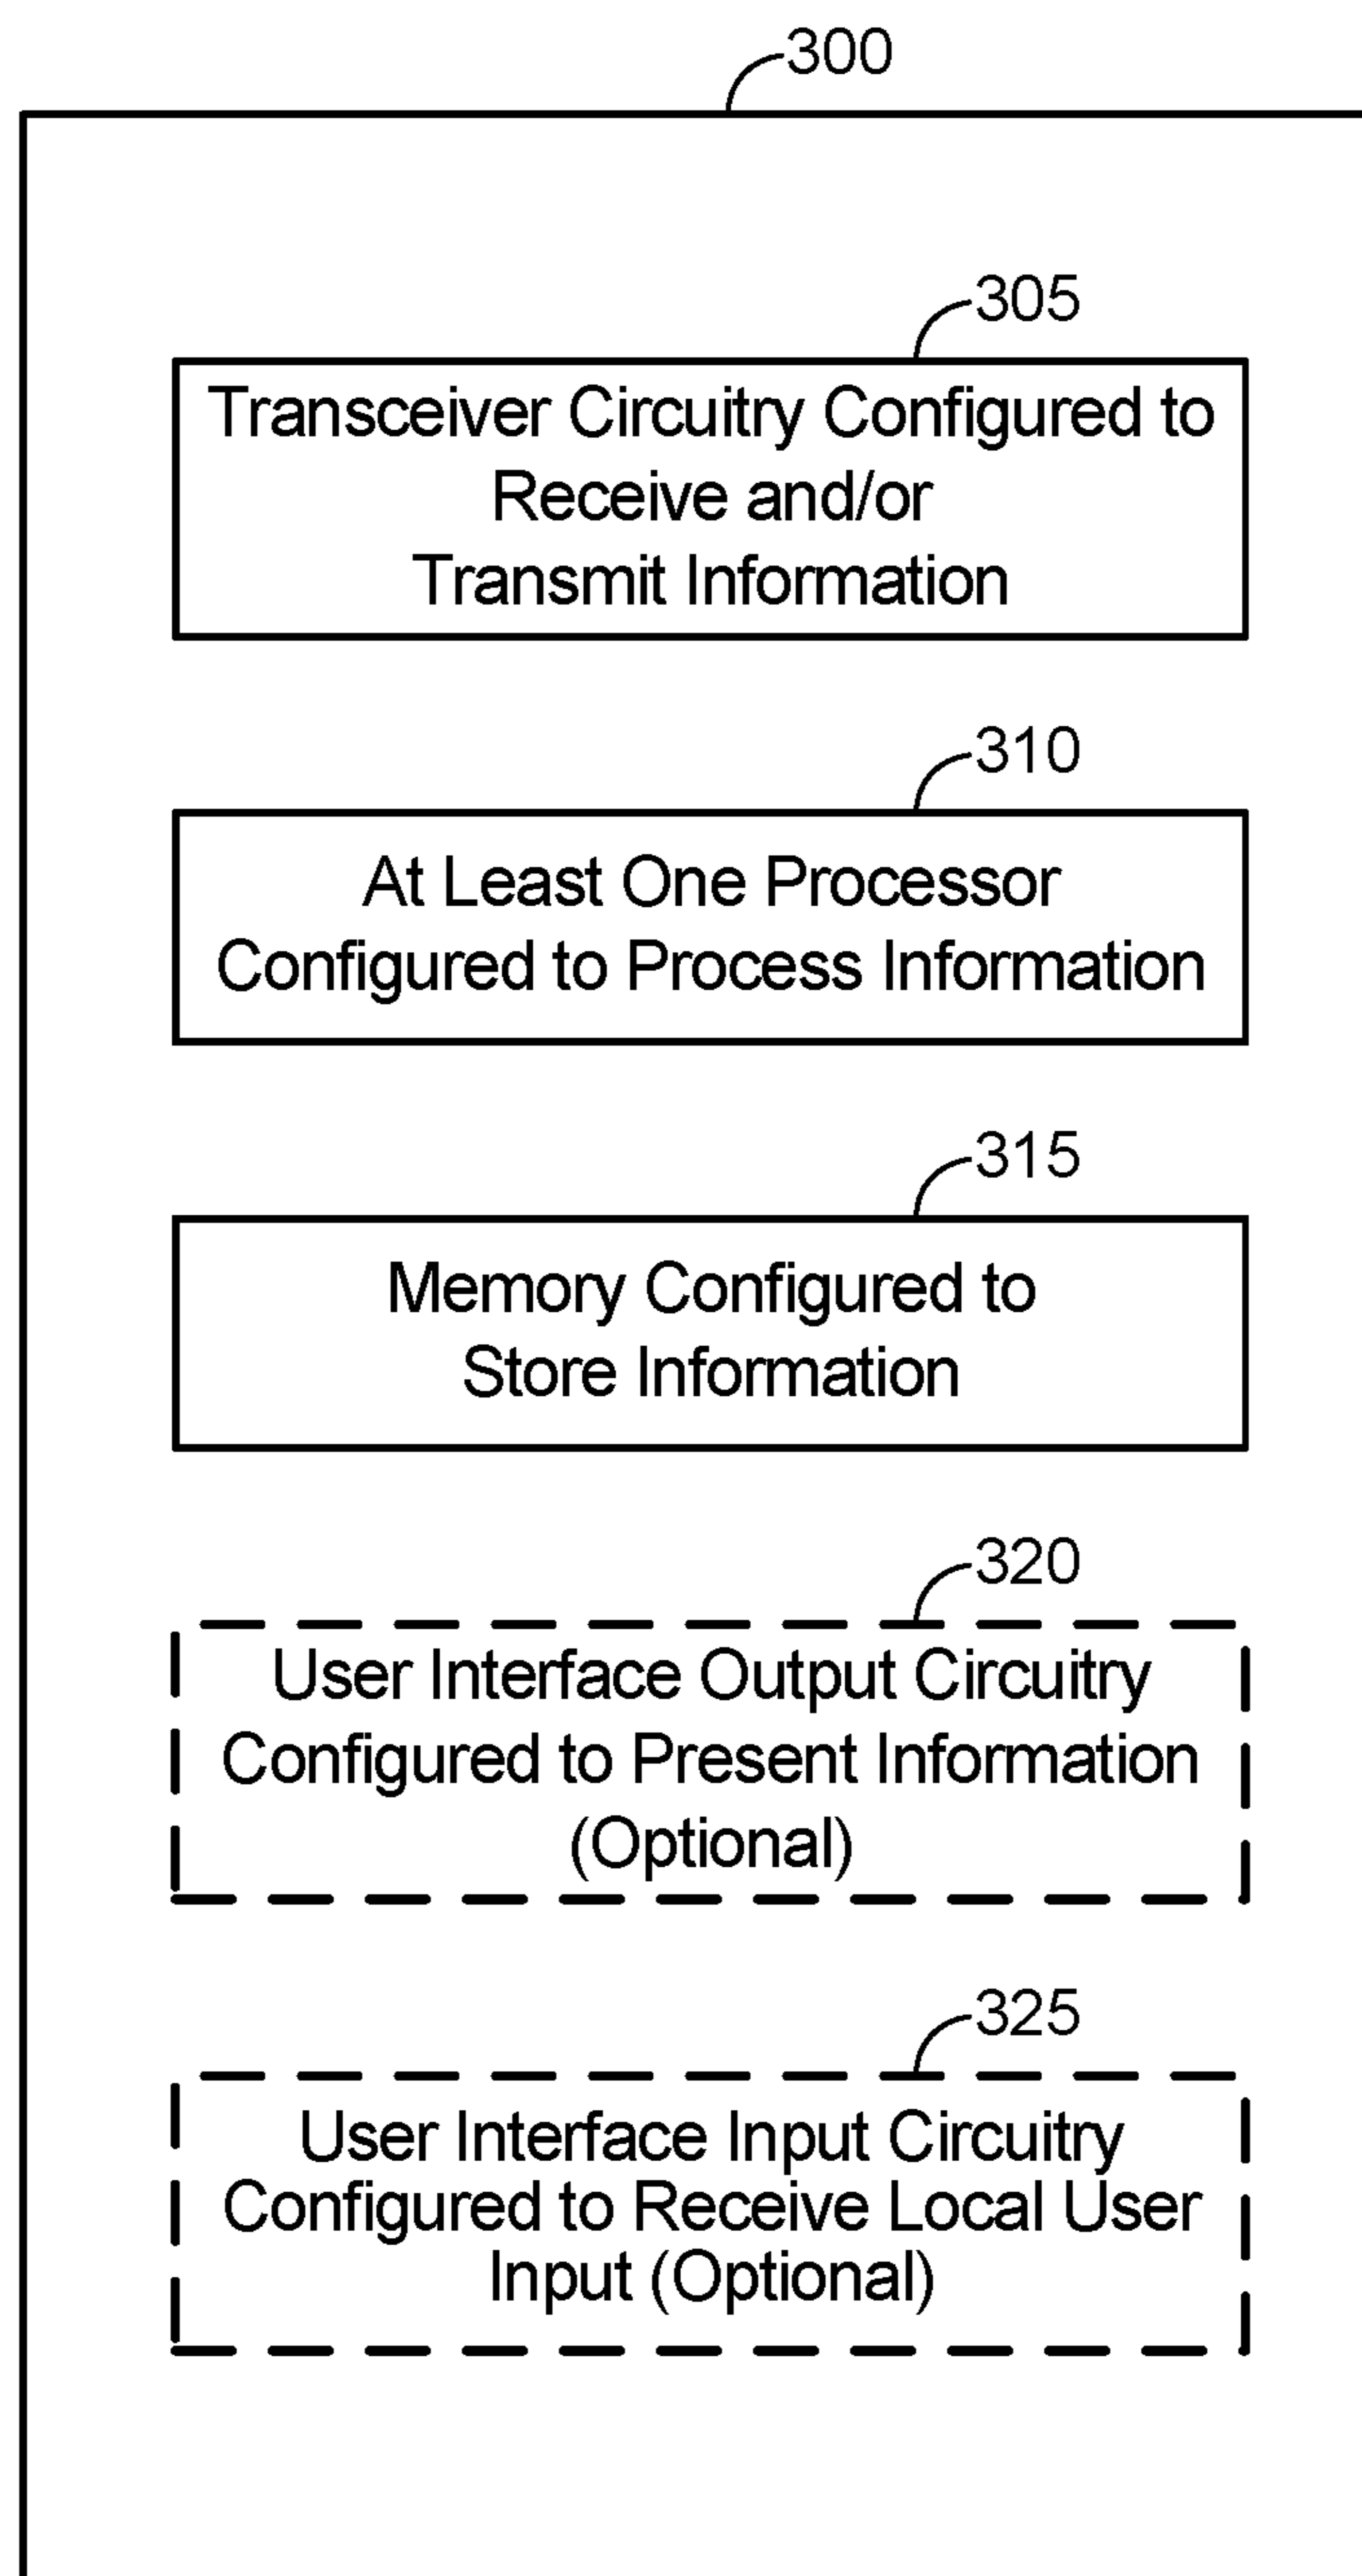 300
305
Transceiver Circuitry Configured to
Receive and/or
Transmit Information
310
At Least One Processor
Configured to Process Information
315
Memory Configured to
Store Information
320
User Interface Output Circuitry
Configured to Present Information
(Optional)
325
User Interface Input Circuitry
Configured to Receive Local User
Input (Optional)